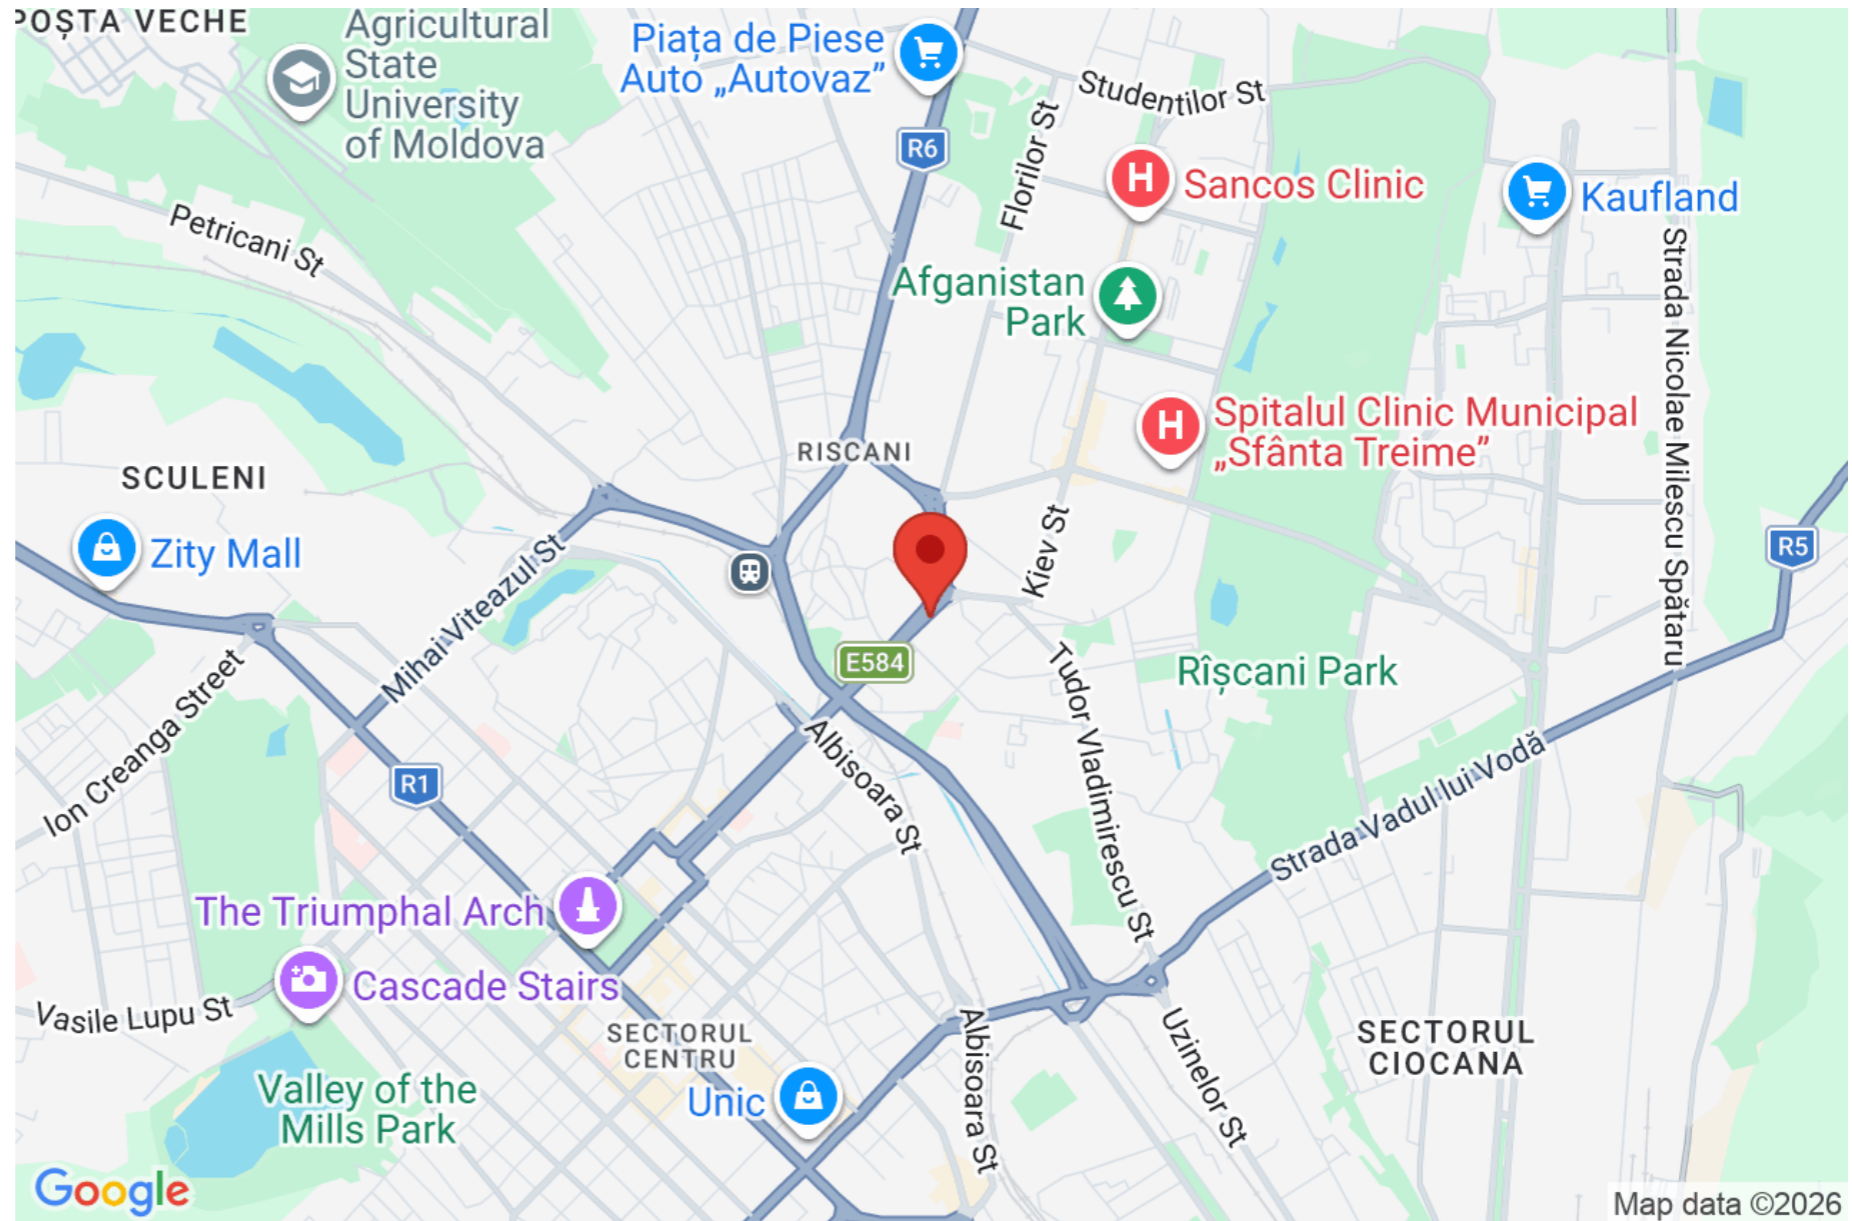 POȘTA VECHE
Agricultural
State
University
of Moldova
Piața de Piese
Auto „Autovaz”
R6
Studentilor St
Florilor St
Sancos Clinic
Kaufland
Petricani St
Afganistan
Park
Strada Nicolae Milescu Spătaru
Spitalul Clinic Municipal
„Sfânta Treime”
RISCANI
SCULENI
Zity Mall
Mihai Viteazul St
Kiev St
R5
E584
Rîșcani Park
Ion Creanga Street
Tudor Vladimirescu St
Albisoara St
R1
Strada Vadul lui Vodă
The Triumphal Arch
Cascade Stairs
Vasile Lupu St
SECTORUL
CENTRU
Albisoara St
Uzinelor St
SECTORUL
CIOCANA
Valley of the
Mills Park
Unic
Google
Map data ©2026